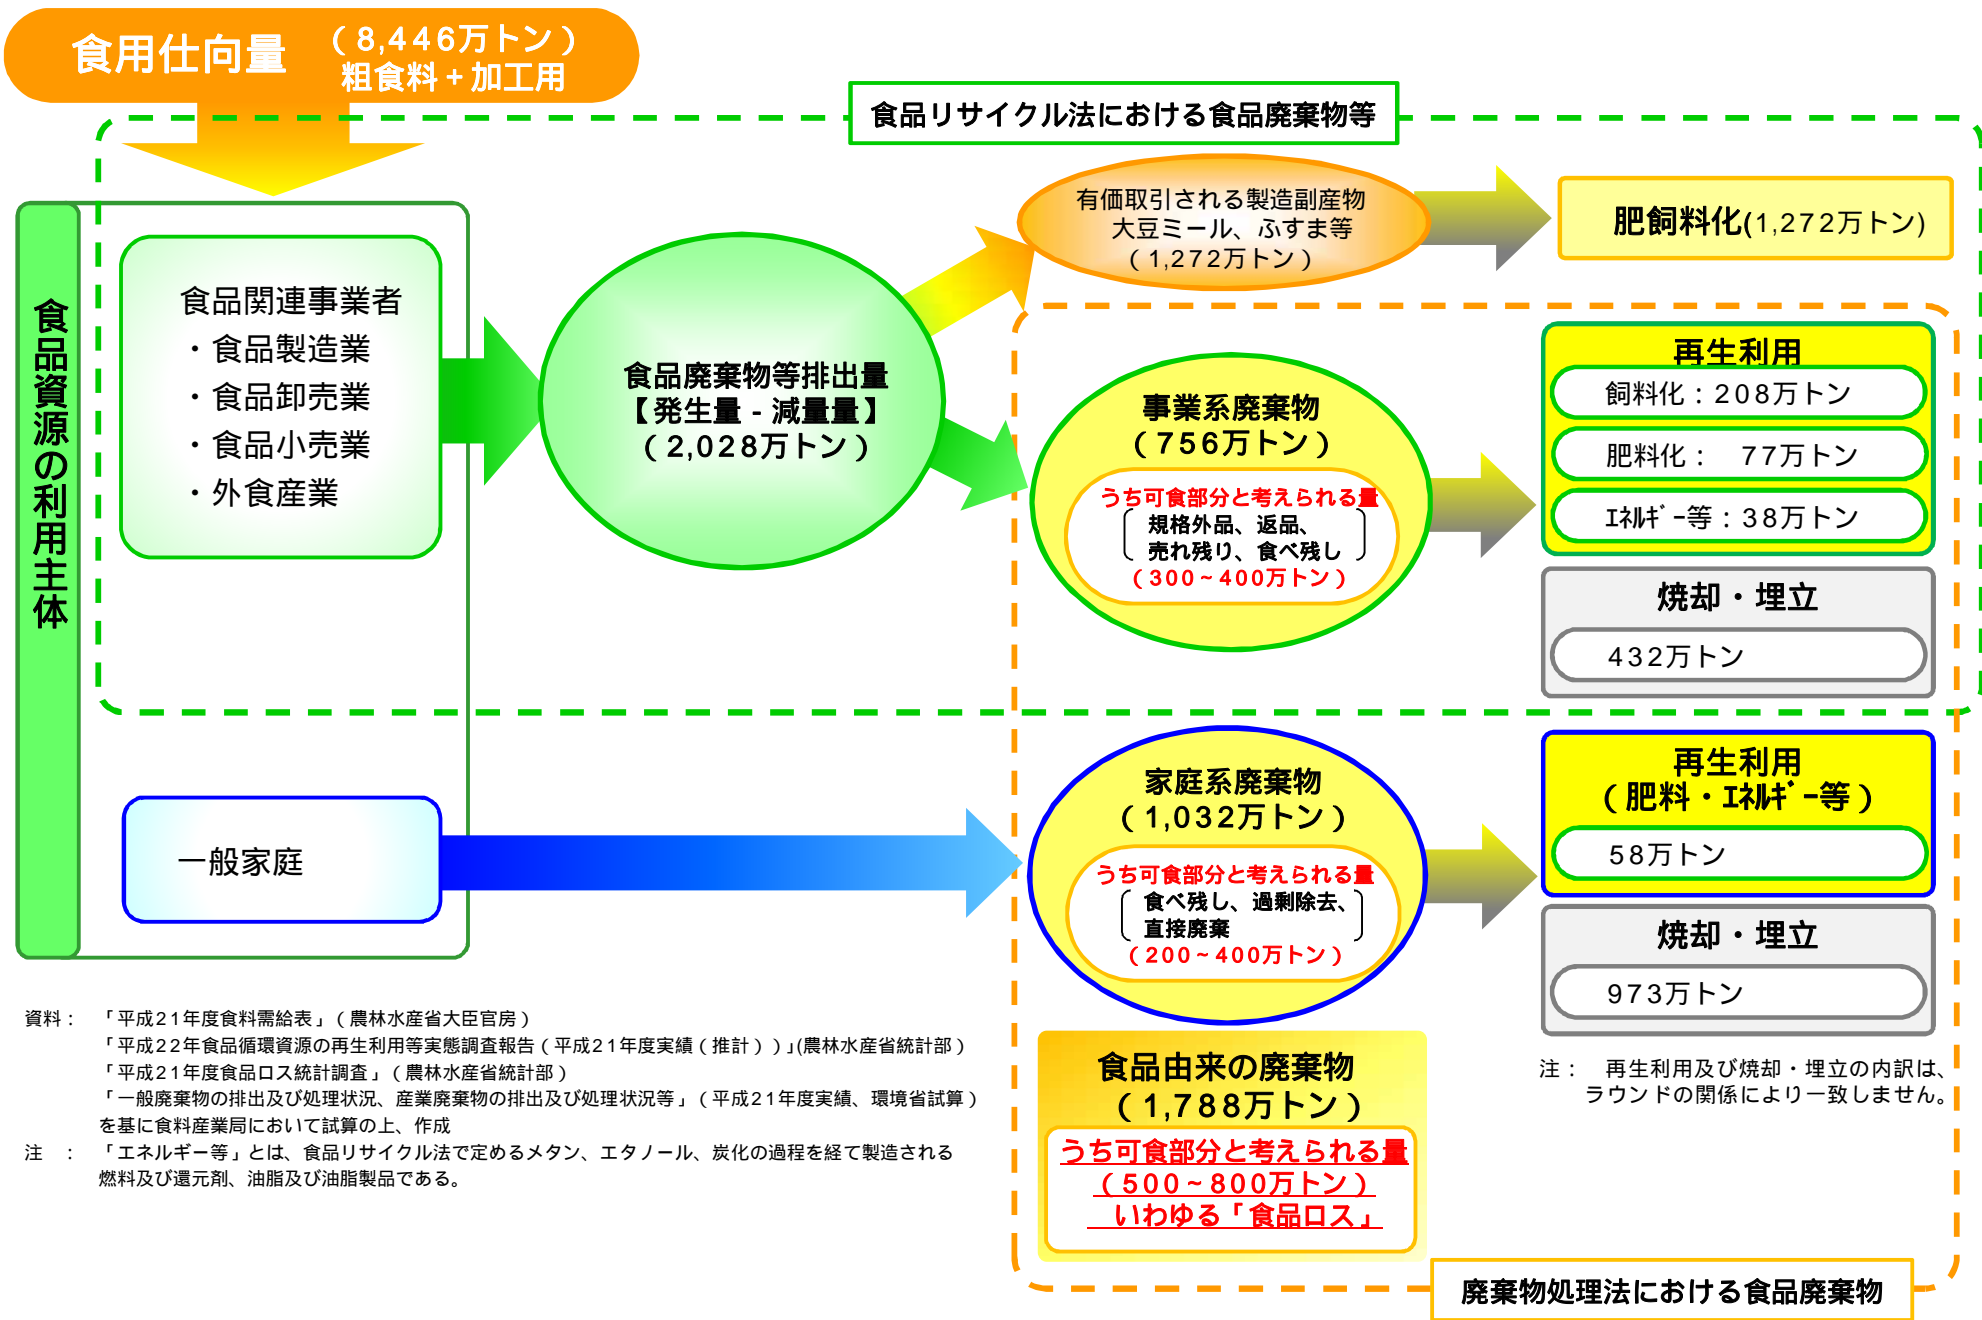 食用仕向量
(8,446万トン)
粗食料+加工用
食品リサイクル法における食品廃棄物等
食品資源の利用主体
食品関連事業者
・食品製造業
・食品卸売業
・食品小売業
・外食産業
食品廃棄物等排出量
【発生量-減量量】
(2,028万トン)
有価取引される製造副産物
大豆ミール、ふすま等
(1,272万トン)
肥飼料化(1,272万トン)
事業系廃棄物
(756万トン)
うち可食部分と考えられる量
規格外品、返品、
売れ残り、食べ残し
(300~400万トン)
再生利用
飼料化:208万トン
肥料化: 77万トン
エネルギー等:38万トン
焼却・埋立
432万トン
一般家庭
家庭系廃棄物
(1,032万トン)
うち可食部分と考えられる量
食べ残し、過剰除去、
直接廃棄
(200~400万トン)
再生利用
(肥料・エネルギー等)
58万トン
焼却・埋立
973万トン
食品由来の廃棄物
(1,788万トン)
うち可食部分と考えられる量
(500~800万トン)
いわゆる「食品ロス」
注: 再生利用及び焼却・埋立の内訳は、
ラウンドの関係により一致しません。
資料: 「平成21年度食料需給表」(農林水産省大臣官房)
「平成22年食品循環資源の再生利用等実態調査報告(平成21年度実績(推計))」(農林水産省統計部)
「平成21年度食品ロス統計調査」(農林水産省統計部)
「一般廃棄物の排出及び処理状況、産業廃棄物の排出及び処理状況等」(平成21年度実績、環境省試算)
を基に食料産業局において試算の上、作成
注 : 「エネルギー等」とは、食品リサイクル法で定めるメタン、エタノール、炭化の過程を経て製造される
燃料及び還元剤、油脂及び油脂製品である。
廃棄物処理法における食品廃棄物